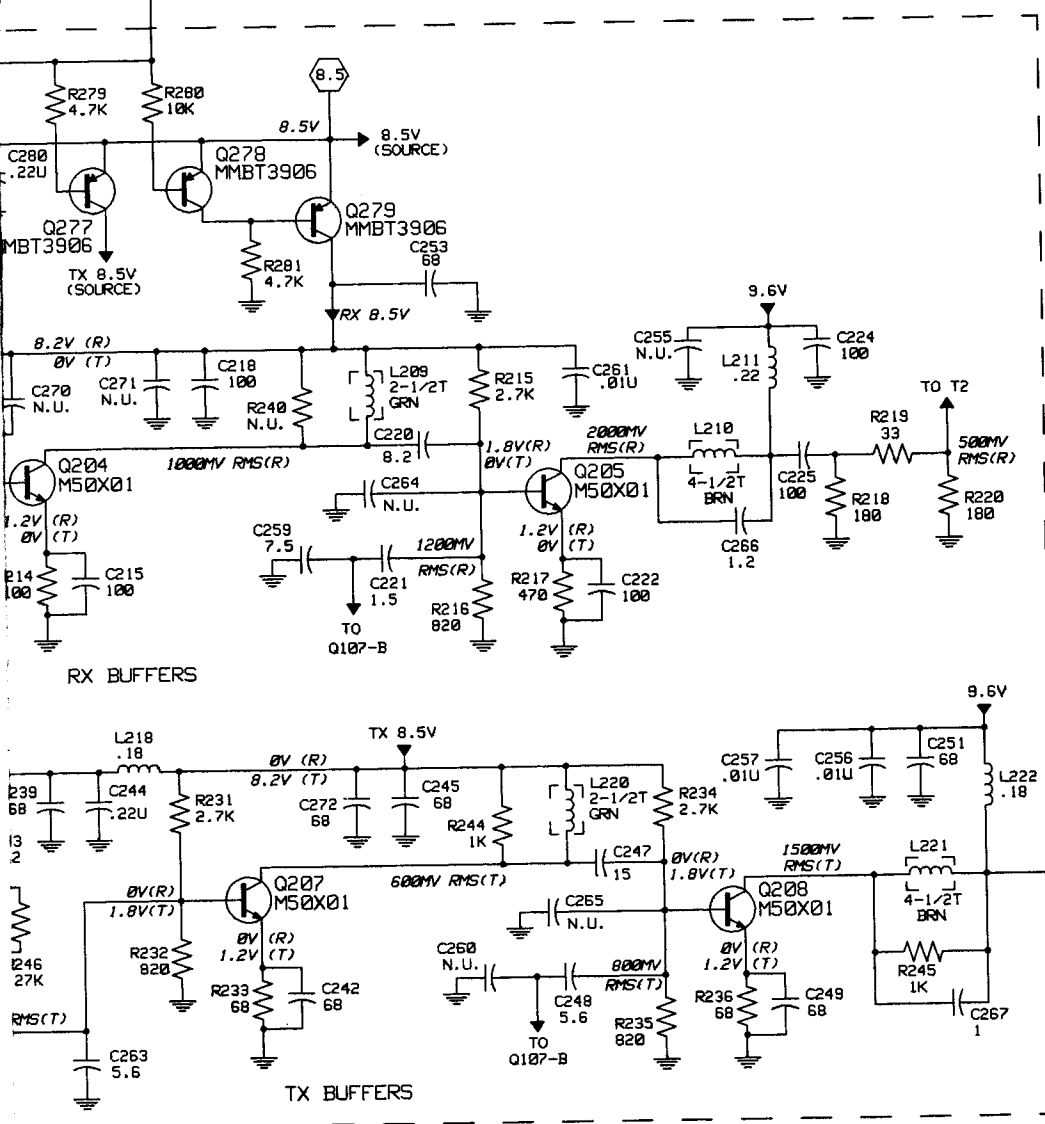 8.5
R279
4.7K
R280
10K
8.5V
8.5V
(SOURCE)
C280
.22U
Q278
MMBT3906
Q277
MBT3906
Q279
MMBT3906
TX 8.5V
(SOURCE)
R281
4.7K
C253
68
RX 8.5V
9.6V
8.2V (R)
0V (T)
C270
N.U.
C271
N.U.
C218
100
R240
N.U.
L209
2-1/2T
GRN
R215
2.7K
C261
.01U
C255
N.U.
L211
.22
C224
100
TO T2
Q204
M50X01
1000MV RMS(R)
C220
8.2
1.8V(R)
0V(T)
2000MV
RMS(R)
L210
4-1/2T
BRN
R219
33
500MV
RMS(R)
C264
N.U.
Q205
M50X01
C225
100
R218
180
R220
180
1.2V (R)
0V (T)
C259
7.5
1200MV
RMS(R)
1.2V (R)
0V (T)
C266
1.2
214
100
C215
100
C221
1.5
R216
820
R217
470
C222
100
TO
Q107-B
RX BUFFERS
9.6V
L218
.18
0V (R)
8.2V (T)
TX 8.5V
C257
.01U
C256
.01U
C251
68
L222
.18
239
68
C244
.22U
R231
2.7K
C272
68
C245
68
R244
1K
L220
2-1/2T
GRN
R234
2.7K
3
2
Q207
M50X01
600MV RMS(T)
C247
15
0V(R)
1.8V(T)
1500MV
RMS(T)
L221
4-1/2T
BRN
0V(R)
1.8V(T)
C265
N.U.
Q208
M50X01
246
27K
R232
820
0V (R)
1.2V (T)
C260
N.U.
800MV
RMS(T)
0V (R)
1.2V (T)
R245
1K
RMS(T)
R233
68
C242
68
C248
5.6
R235
820
R236
68
C249
68
C267
1
TO
Q107-B
C263
5.6
TX BUFFERS